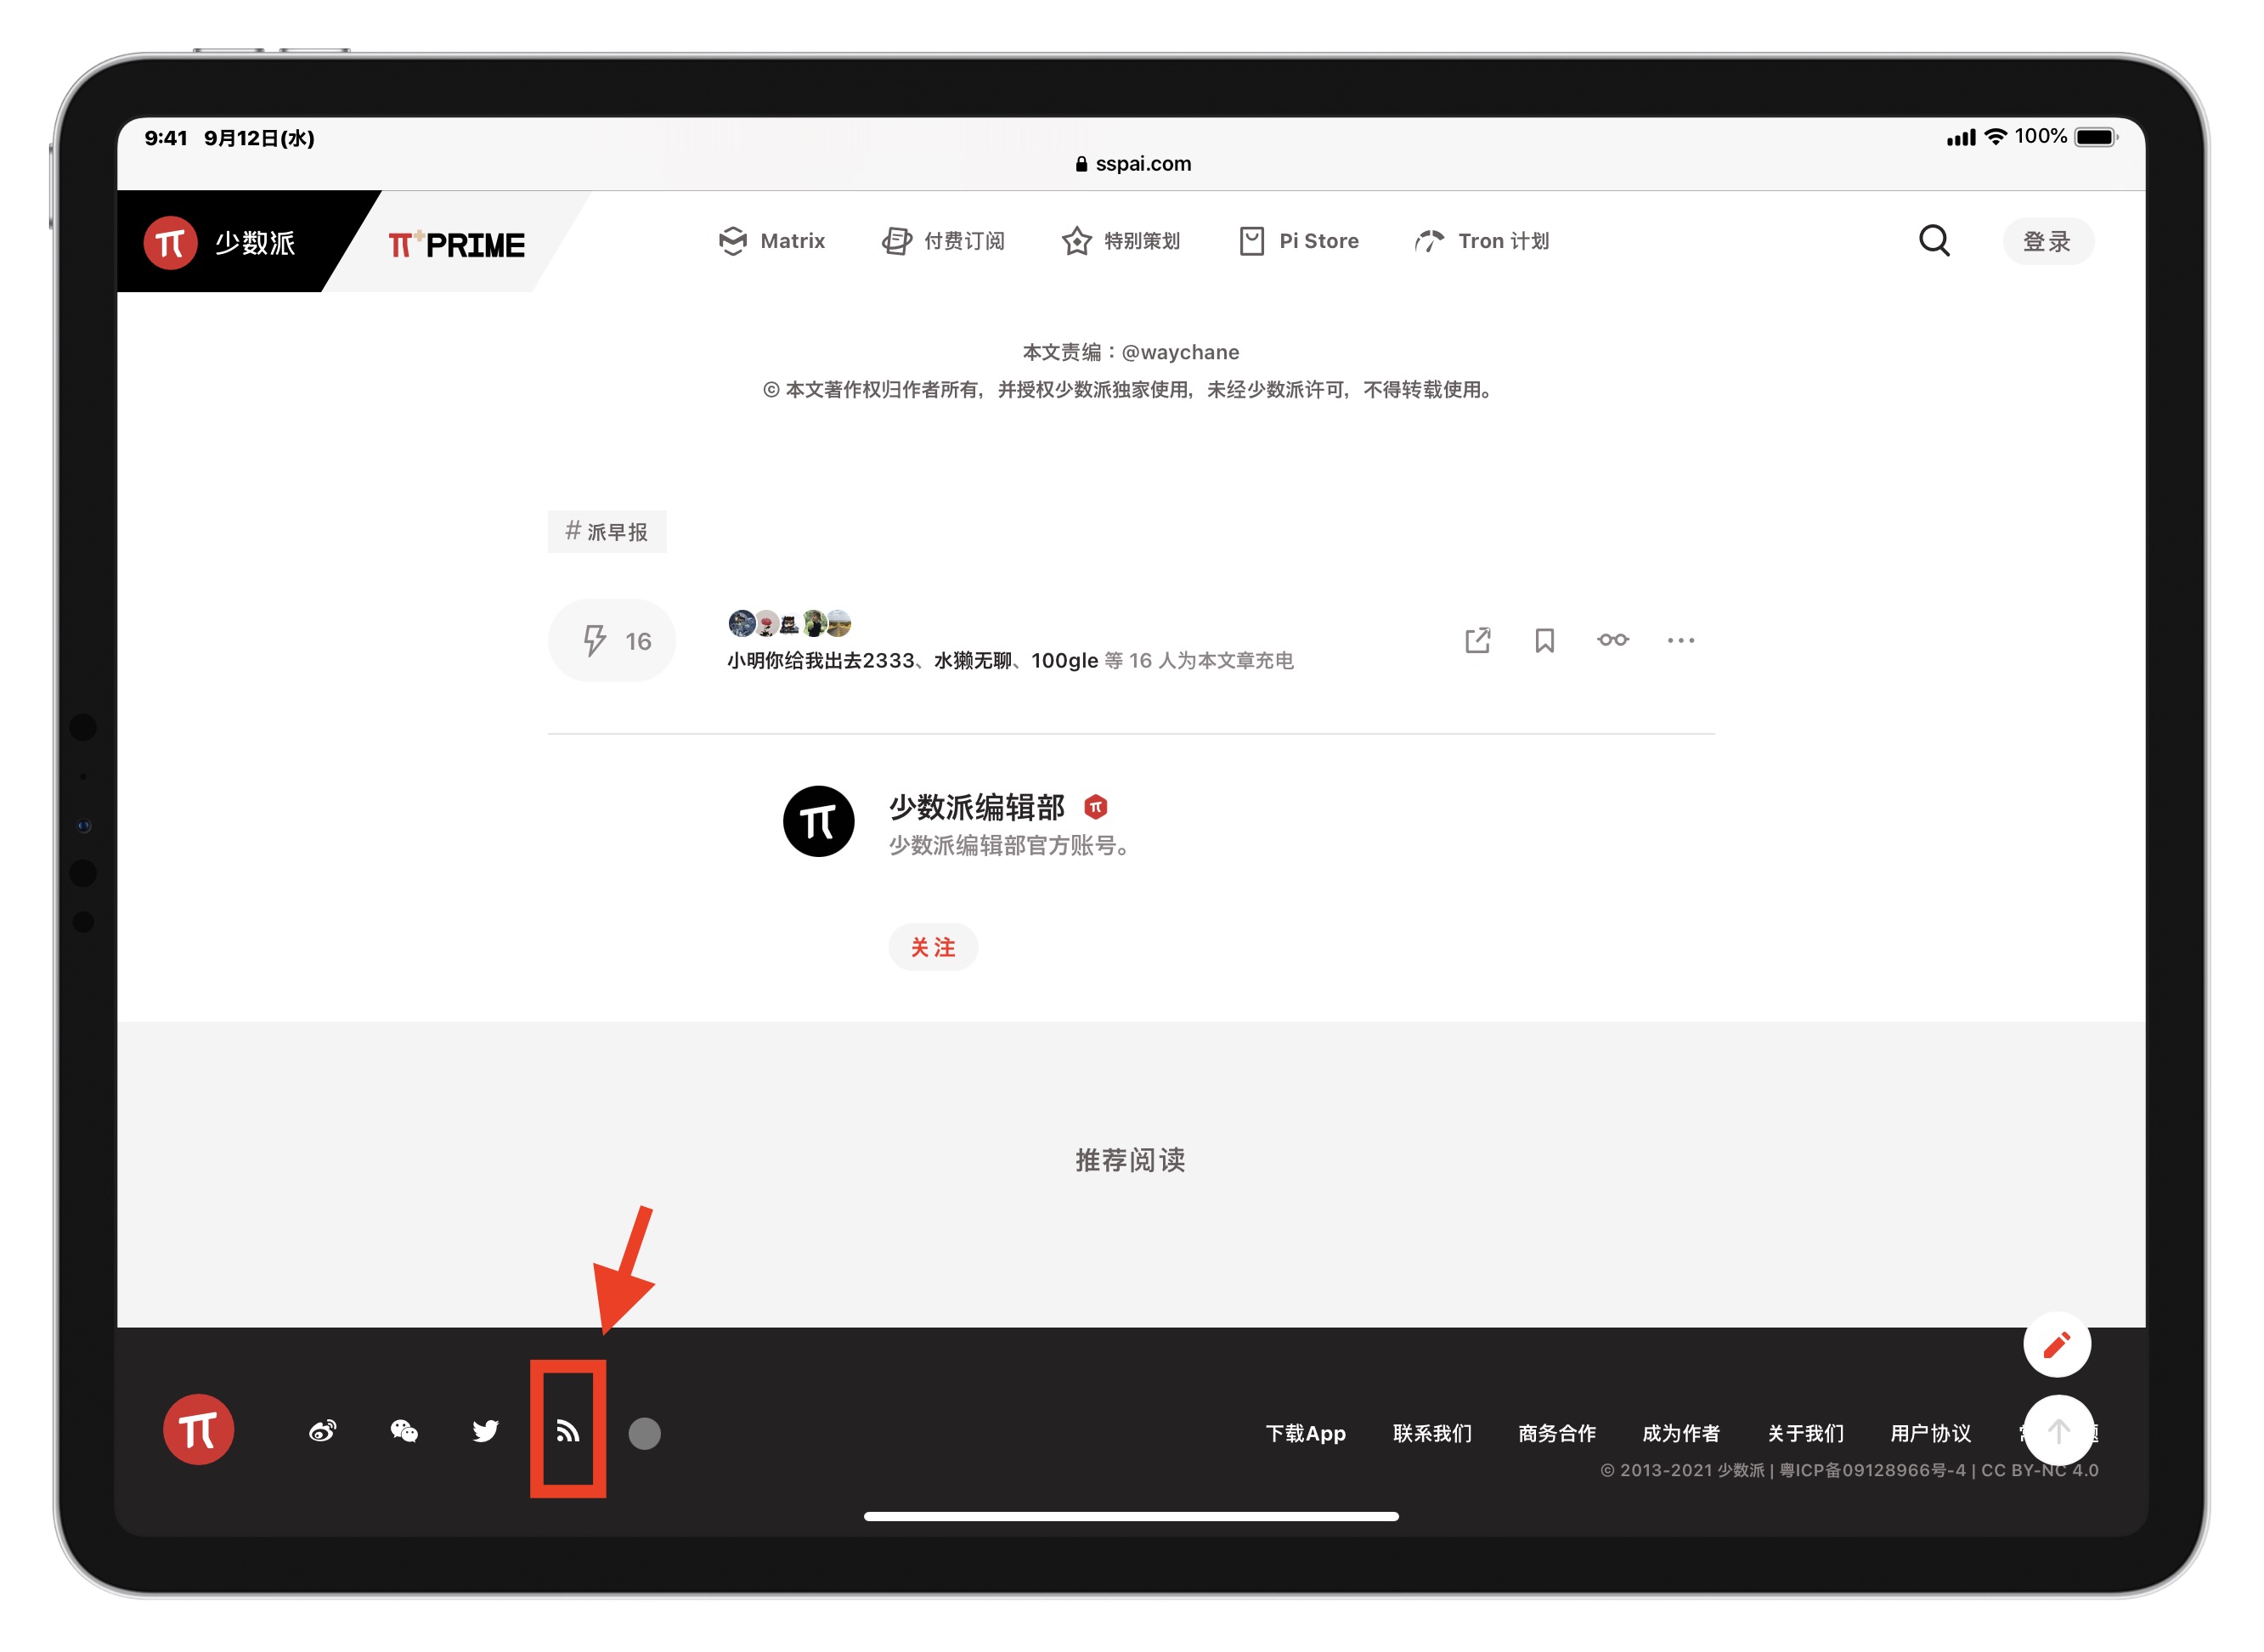 9:41 9月12日(水)
100%
sspai.com
少数派
PRIME
Matrix
付费订阅
特别策划
Pi Store
Tron 计划
登录
本文责编：@waychane
© 本文著作权归作者所有，并授权少数派独家使用，未经少数派许可，不得转载使用。
# 派早报
16
小明你给我出去2333、水獭无聊、100gle 等 16 人为本文章充电
少数派编辑部
少数派编辑部官方账号。
关注
推荐阅读
下载App 联系我们 商务合作 成为作者 关于我们 用户协议
© 2013-2021 少数派 | 粤ICP备09128966号-4 | CC BY-NC 4.0